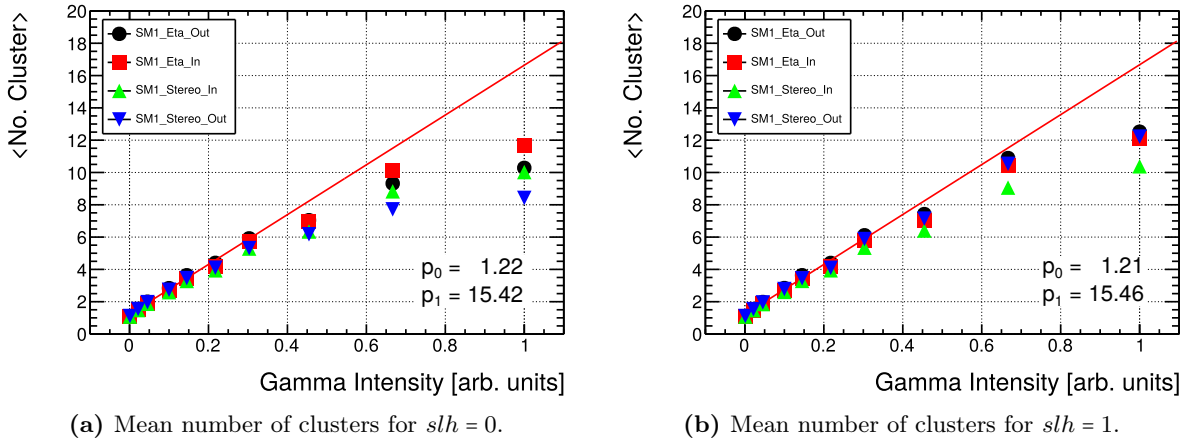 <No. Cluster>
20
18
16
14
12
10
8
6
4
2
0
SM1_Eta_Out
SM1_Eta_In
SM1_Stereo_In
SM1_Stereo_Out
p0 = 1.22
p1 = 15.42
0 0.2 0.4 0.6 0.8 1
Gamma Intensity [arb. units]
(a) Mean number of clusters for slh = 0.
<No. Cluster>
20
18
16
14
12
10
8
6
4
2
0
SM1_Eta_Out
SM1_Eta_In
SM1_Stereo_In
SM1_Stereo_Out
p0 = 1.21
p1 = 15.46
0 0.2 0.4 0.6 0.8 1
Gamma Intensity [arb. units]
(b) Mean number of clusters for slh = 1.